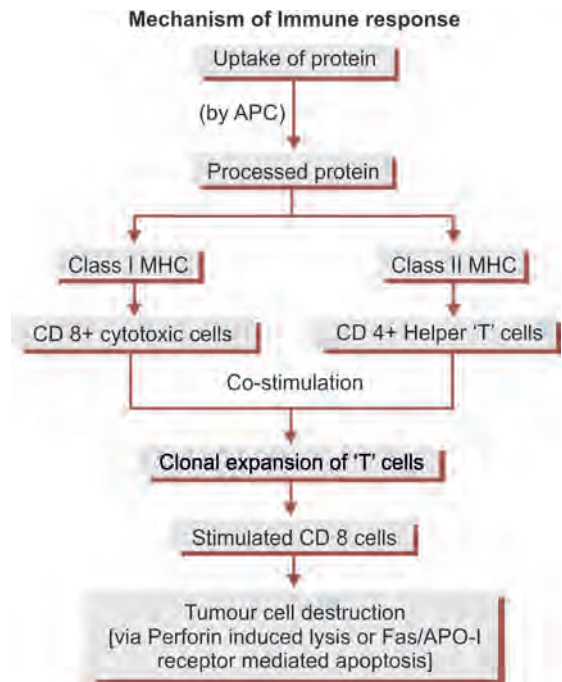 Mechanism of Immune response
Uptake of protein
(by APC)
Processed protein
Class I MHC
Class II MHC
CD 8+ cytotoxic cells
CD 4+ Helper ‘T’ cells
Co-stimulation
Clonal expansion of ‘T’ cells
Stimulated CD 8 cells
Tumour cell destruction
[via Perforin induced lysis or Fas/APO-I
receptor mediated apoptosis]